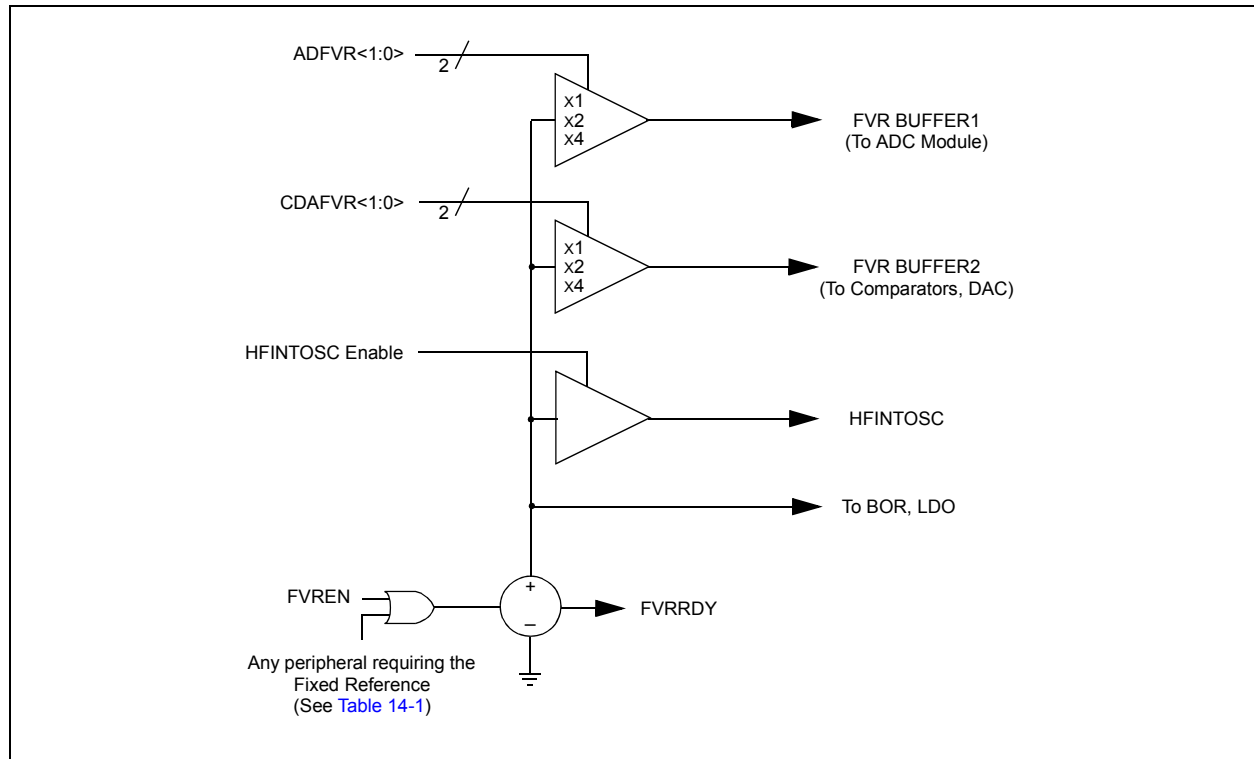 ADFVR<1:0>
2
x1
x2
x4
FVR BUFFER1
(To ADC Module)
CDAFVR<1:0>
2
x1
x2
x4
FVR BUFFER2
(To Comparators, DAC)
HFINTOSC Enable
HFINTOSC
To BOR, LDO
+
FVREN
FVRRDY
–
Any peripheral requiring the
Fixed Reference
(See Table 14-1)